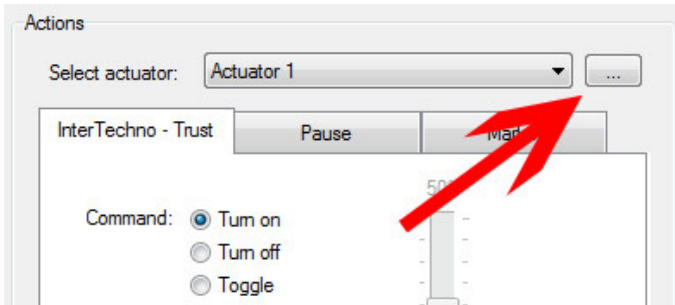 Actions
Select actuator: Actuator 1 ...
InterTechno - Trust Pause
Command: Turn on
Turn off
Toggle